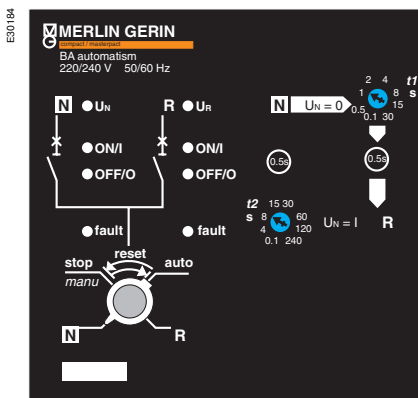 E30184
MERLIN GERIN
compact / masterpact
BA automatism
220/240 V 50/60 Hz
N UN R UR
ON/I ON/I
OFF/O OFF/O
fault fault
N UN = 0
t1
s
2 4
1 8
0.5 15
0.1 30
0.5s 0.5s
t2
s
15 30
8 60
4 120
0.1 240
UN = I R
reset
stop auto
manu
N R